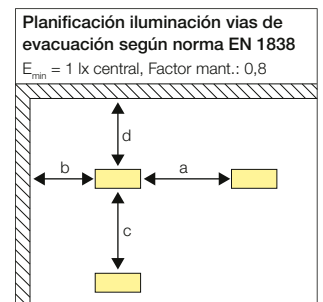 Planificación iluminación vias de
evacuación según norma EN 1838
Emin = 1 lx central, Factor mant.: 0,8
d
b
a
c